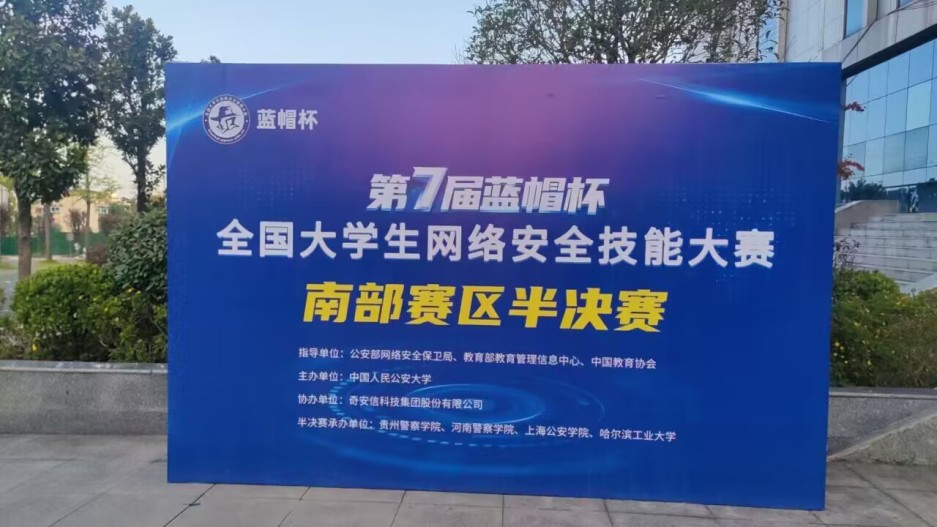 蓝帽杯
第7届蓝帽杯
全国大学生网络安全技能大赛
南部赛区半决赛
指导单位：公安部网络安全保卫局、教育部教育管理信息中心、中国教育协会
主办单位：中国人民公安大学
协办单位：奇安信科技集团股份有限公司
半决赛承办单位：贵州警察学院、河南警察学院、上海公安学院、哈尔滨工业大学